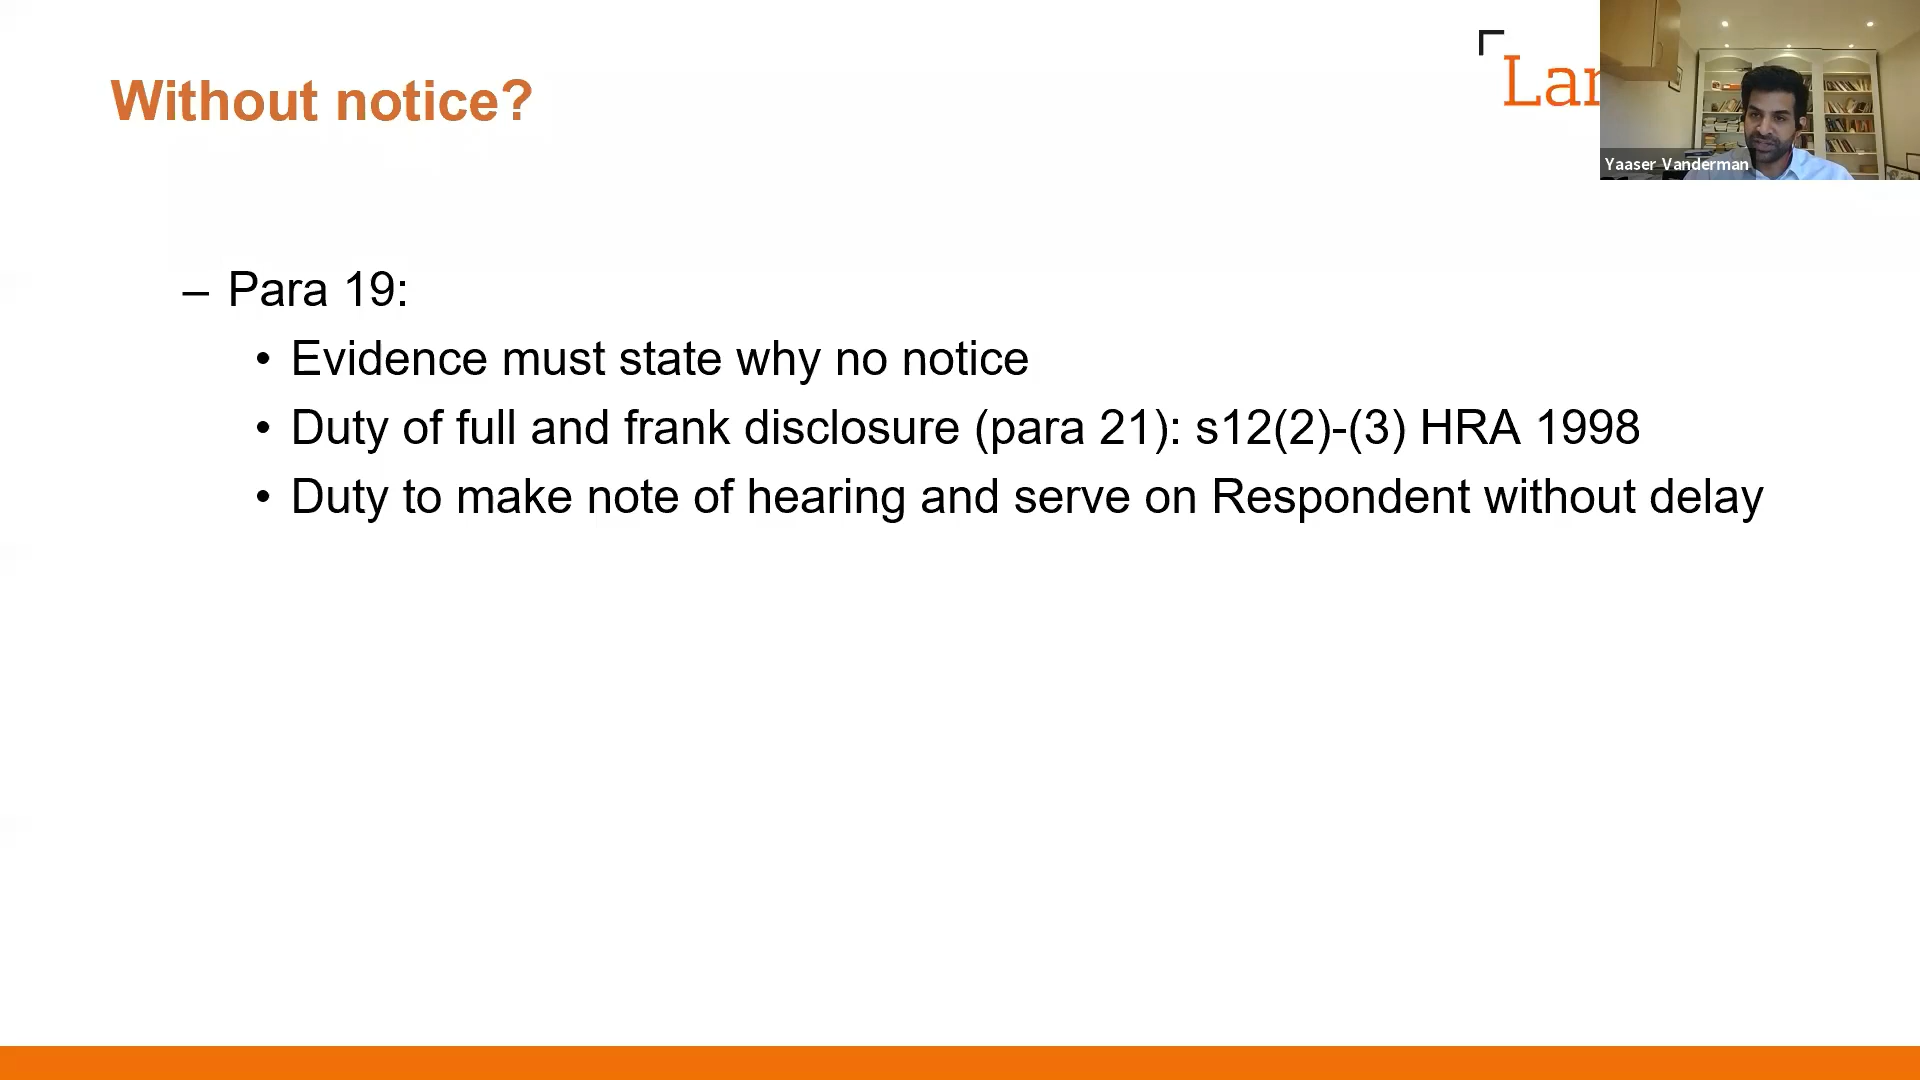 Without notice?
Lan
Yaaser Vanderman
– Para 19:
• Evidence must state why no notice
• Duty of full and frank disclosure (para 21): s12(2)-(3) HRA 1998
• Duty to make note of hearing and serve on Respondent without delay